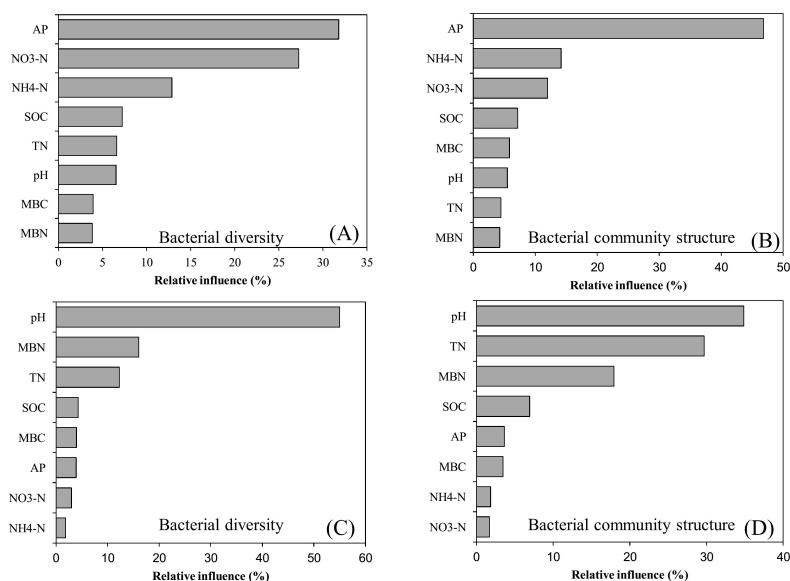 AP
NO3-N
NH4-N
SOC
TN
pH
MBC
MBN
Bacterial diversity (A)
0 5 10 15 20 25 30 35
Relative influence (%)
AP
NH4-N
NO3-N
SOC
MBC
pH
TN
MBN
Bacterial community structure (B)
0 10 20 30 40 50
Relative influence (%)
pH
MBN
TN
SOC
MBC
AP
NO3-N
NH4-N
Bacterial diversity (C)
0 10 20 30 40 50 60
Relative influence (%)
pH
TN
MBN
SOC
AP
MBC
NH4-N
NO3-N
Bacterial community structure (D)
0 10 20 30 40
Relative influence (%)